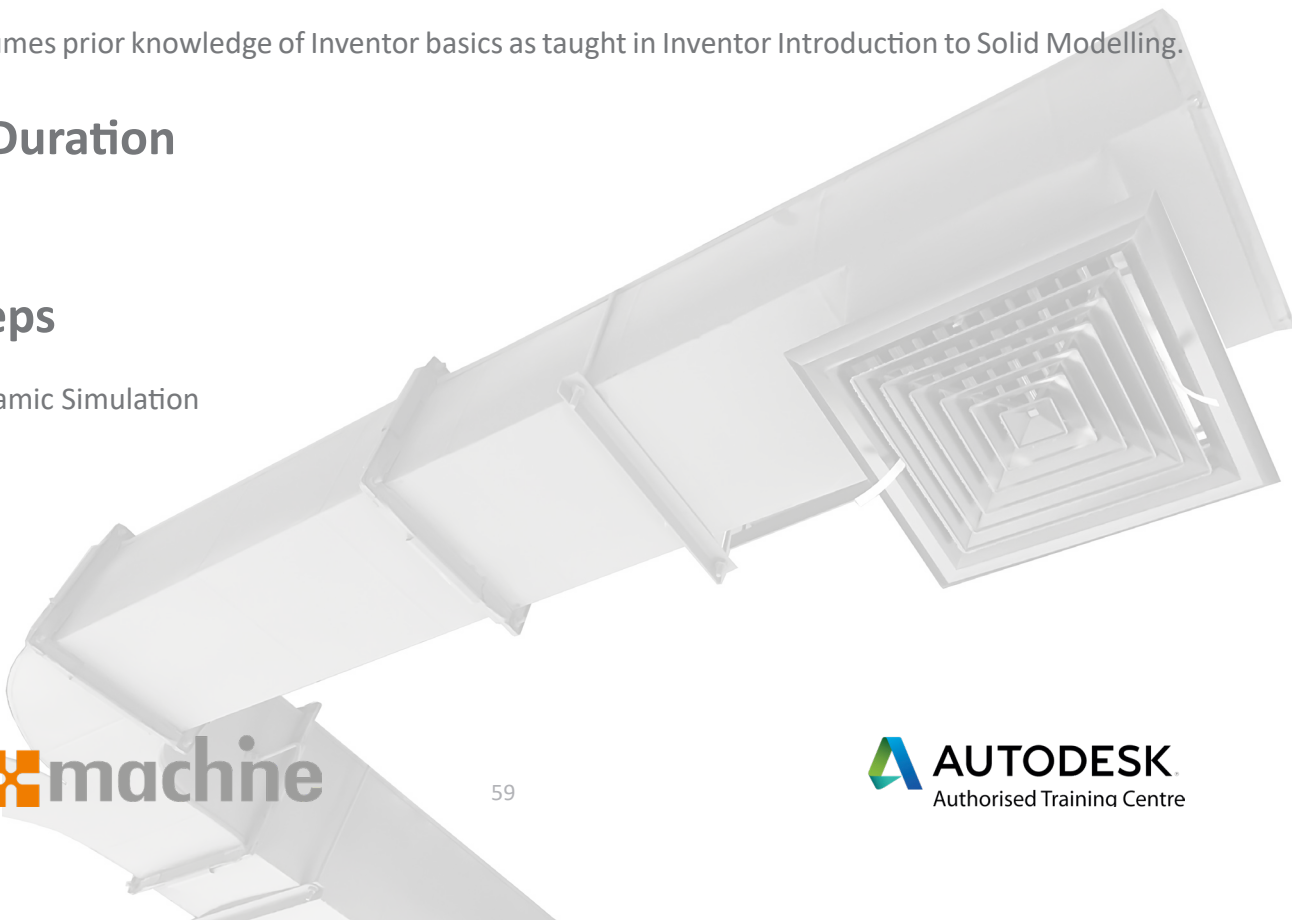 umes prior knowledge of Inventor basics as taught in Inventor Introduction to Solid Modelling.
Duration
eps
amic Simulation
machine
59
AUTODESK.
Authorised Training Centre